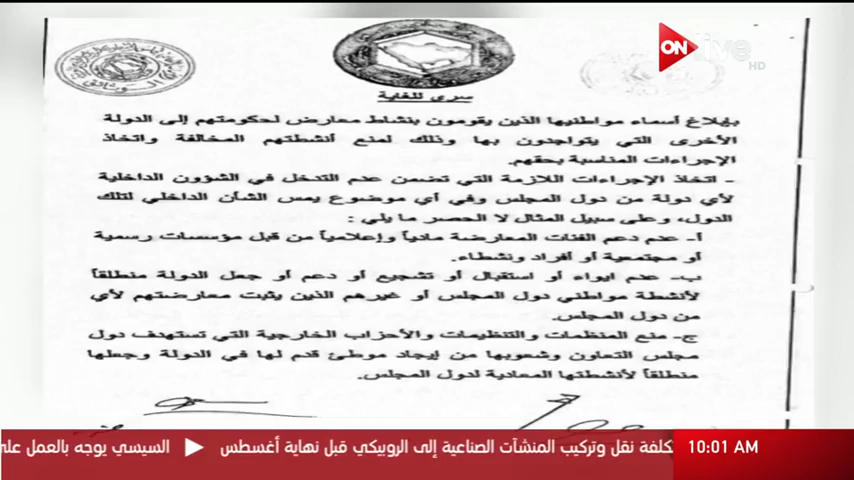 ON live
HD
سرى للغاية
بإبلاغ أسماء مواطنيها الذين يقومون بنشاط معارض لحكومتهم إلى الدولة
الأخرى التي يتواجدون بها وذلك لمنع أنشطتهم المخالفة واتخاذ
الإجراءات المناسبة بحقهم.
- اتخاذ الإجراءات اللازمة التي تضمن عدم التدخل في الشؤون الداخلية
لأي دولة من دول المجلس وفي أي موضوع يمس الشأن الداخلي لتلك
الدول، وعلى سبيل المثال لا الحصر ما يلي :
أ- عدم دعم الفئات المعارضة مادياً وإعلامياً من قبل مؤسسات رسمية
أو مجتمعية أو أفراد ونشطاء.
ب- عدم ايواء أو استقبال أو تشجيع أو دعم أو جعل الدولة منطلقاً
لأنشطة مواطني دول المجلس أو غيرهم الذين يثبت معارضتهم لأي
من دول المجلس.
ج- منع المنظمات والتنظيمات والأحزاب الخارجية التي تستهدف دول
مجلس التعاون وشعوبها من إيجاد موطئ قدم لها في الدولة وجعلها
منطلقاً لأنشطتها المعادية لدول المجلس.
10:01 AM
تكلفة نقل وتركيب المنشآت الصناعية إلى الروبيكي قبل نهاية أغسطس
السيسي يوجه بالعمل على